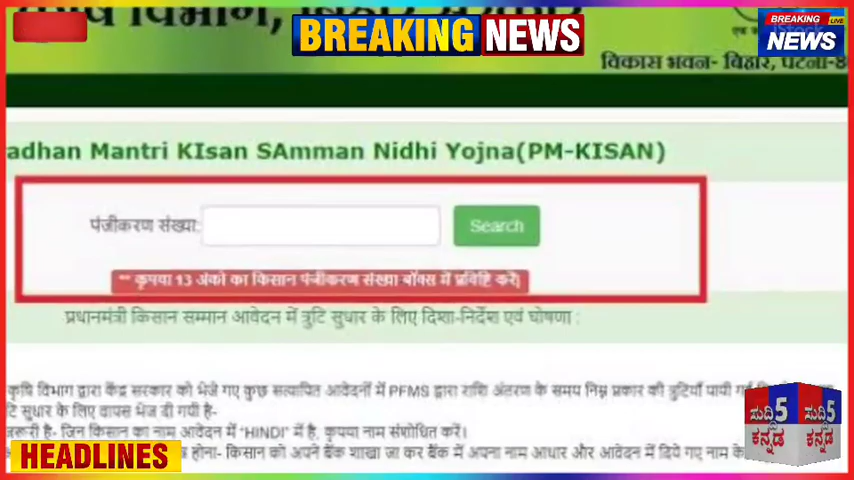 BREAKING NEWS
BREAKING LIVE
NEWS
विभाग,
विकास भवन- बिहार, पटना-8
adhan Mantri KIsan SAmman Nidhi Yojna(PM-KISAN)
पंजीकरण संख्या:
Search
** कृपया 13 अंको का किसान पंजीकरण संख्या बॉक्स में प्रविष्टि करें|
प्रधानमंत्री किसान सम्मान आवेदन में त्रुटि सुधार के लिए दिशा-निर्देश एवं घोषणा :
कृषि विभाग द्वारा केंद्र सरकार को भेजे गए कुछ सत्यापित आवेदनों में PFMS द्वारा राशि अंतरण के समय निम्न प्रकार की त्रुटियाँ पायी
टि सुधार के लिए वापस भेज दी गयी है-
जरूरी है- जिन किसान का नाम आवेदन में "HINDI" में है, कृपया नाम संशोधित करें।
होना- किसान को अपने बैंक शाखा जा कर बैंक में अपना नाम आधार और आवेदन में दिये गए नाम के
HEADLINES
ಸುದ್ದಿ 5
ಕನ್ನಡ
ಸುದ್ದಿ 5
ಕನ್ನಡ